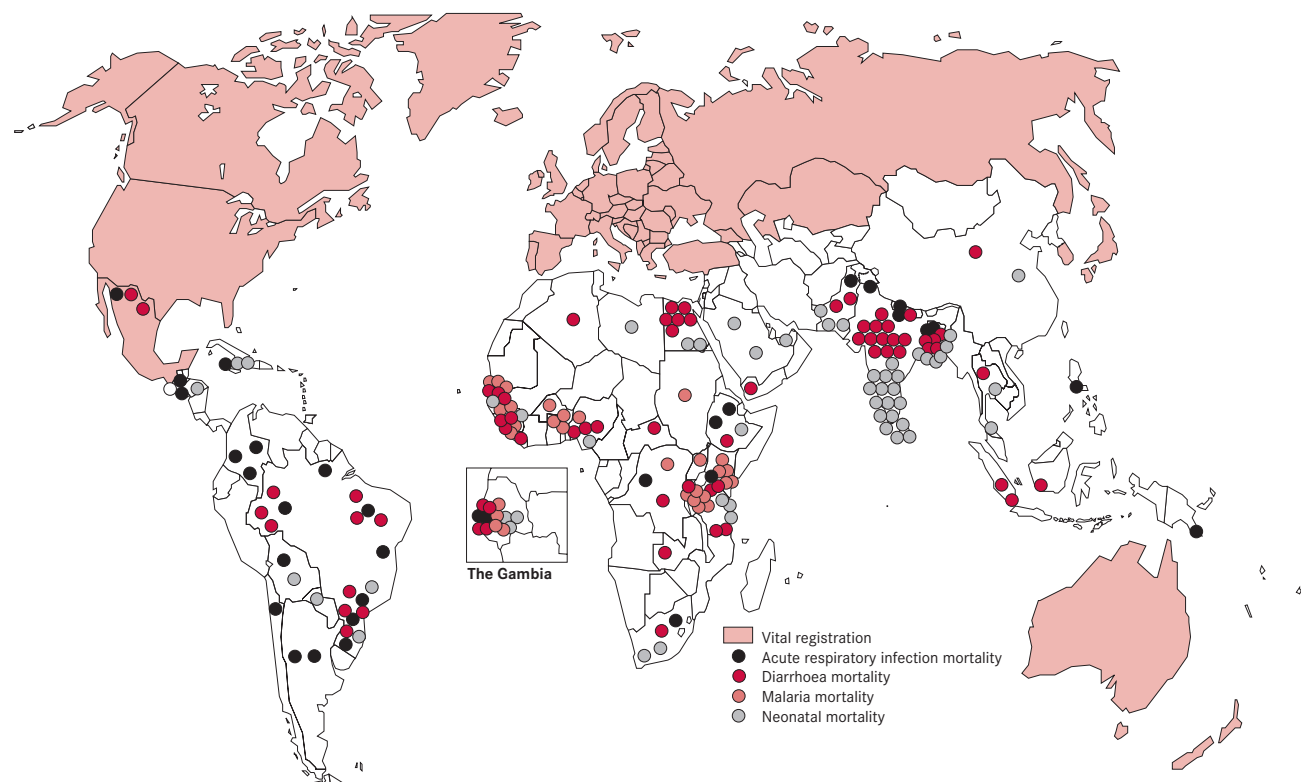 The Gambia
Vital registration
Acute respiratory infection mortality
Diarrhoea mortality
Malaria mortality
Neonatal mortality